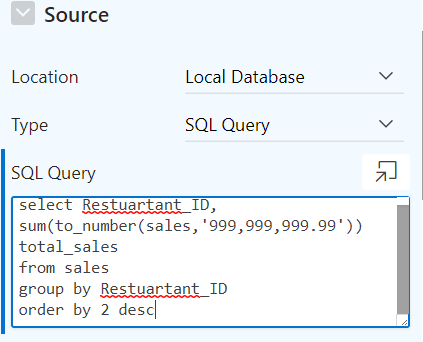 Source
Location Local Database
Type SQL Query
SQL Query
select Restuartant_ID,
sum(to_number(sales,'999,999,999.99'))
total_sales
from sales
group by Restuartant_ID
order by 2 desc